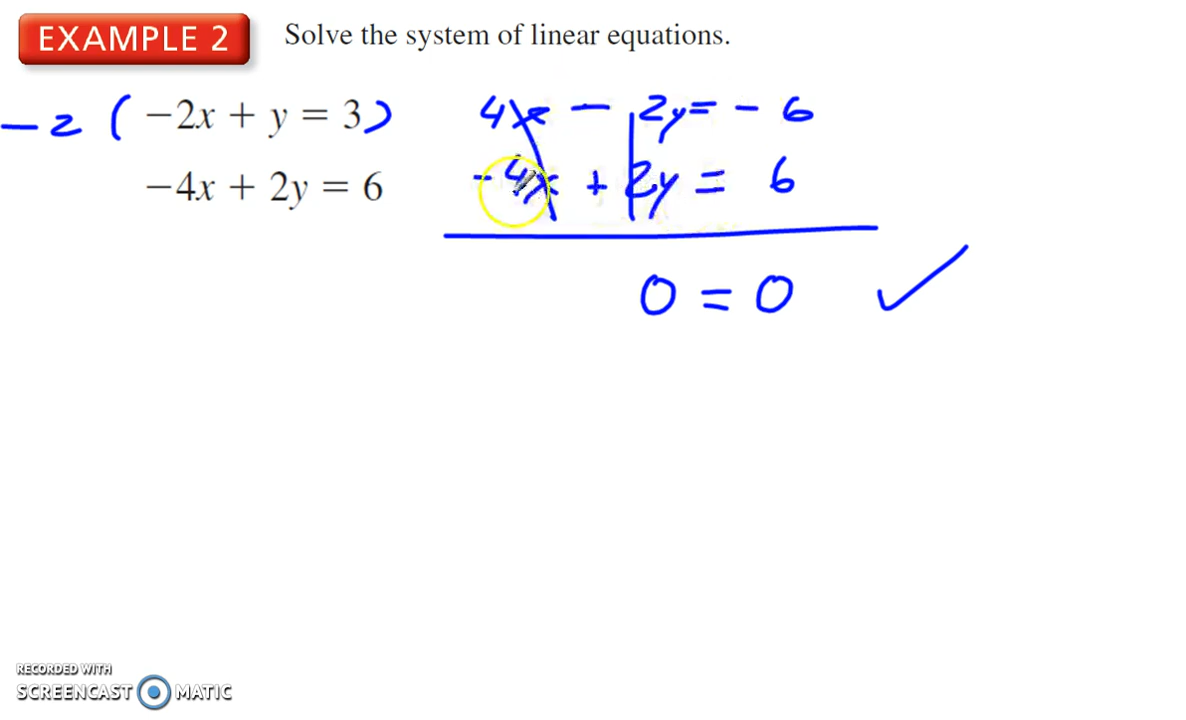 EXAMPLE 2 Solve the system of linear equations.
−2 ( −2x + y = 3) 4x − 2y = − 6
−4x + 2y = 6 -4x + 2y = 6
0 = 0 ✓
RECORDED WITH
SCREENCAST MATIC